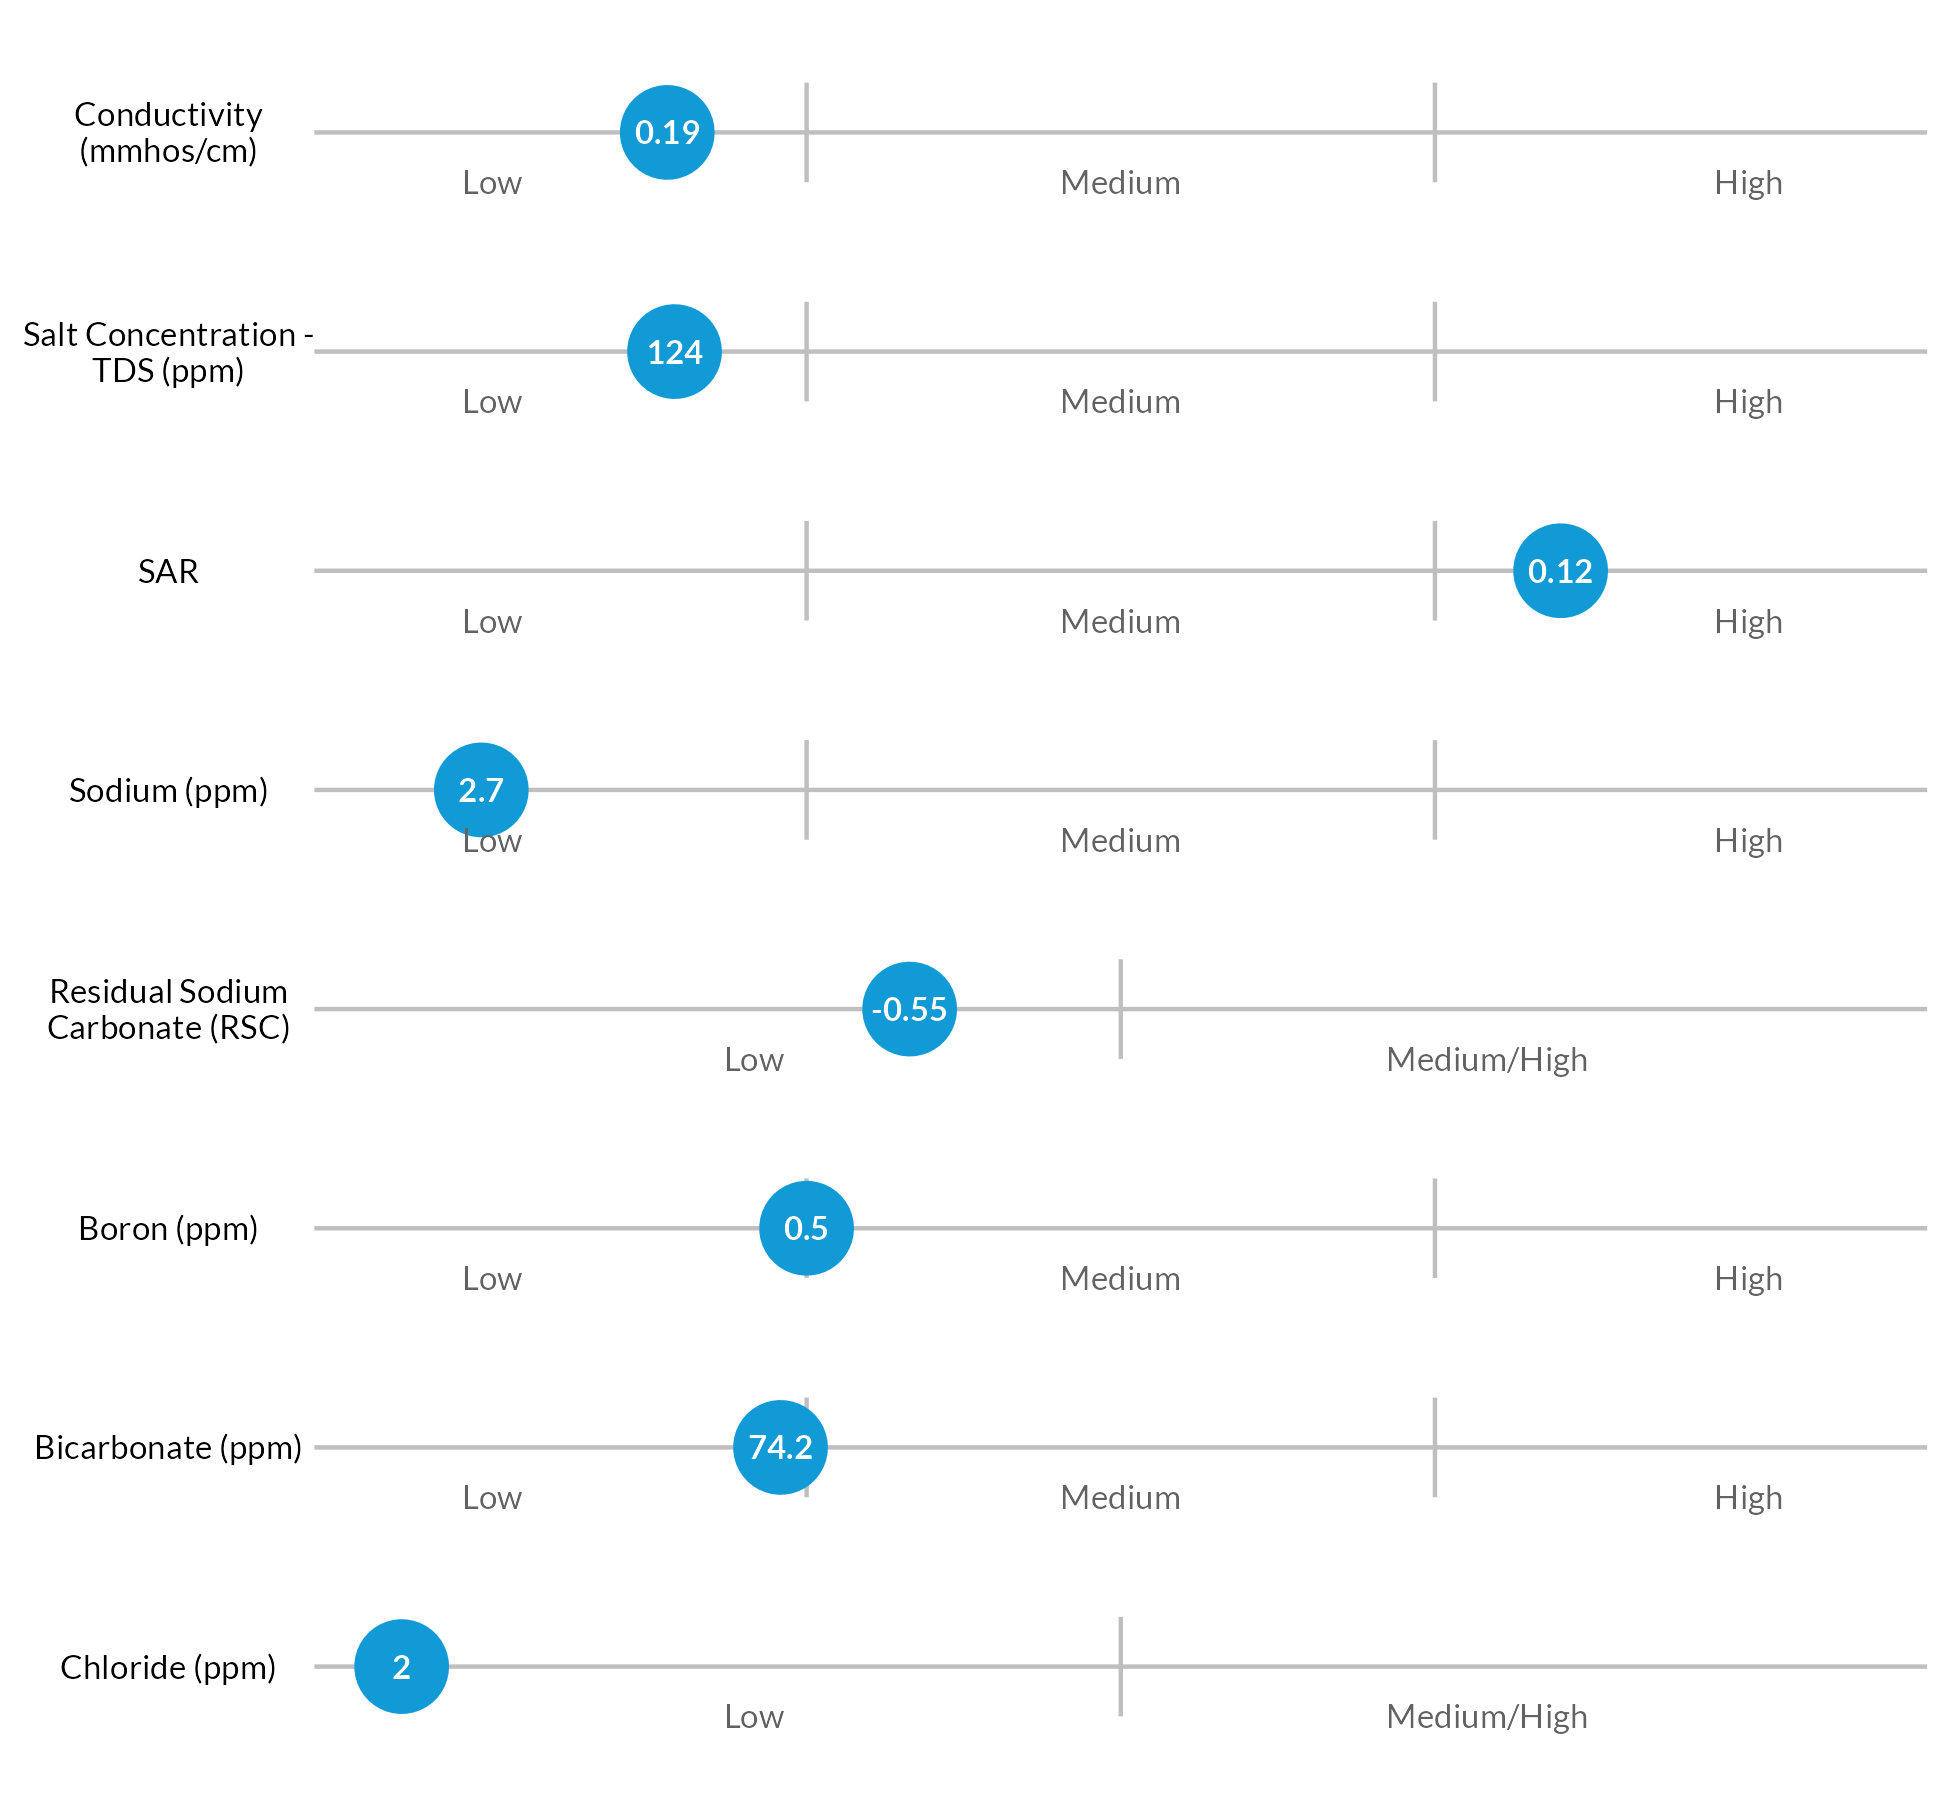 Conductivity
(mmhos/cm)
0.19
Low
Medium
High
Salt Concentration -
TDS (ppm)
124
Low
Medium
High
SAR
0.12
Low
Medium
High
Sodium (ppm)
2.7
Low
Medium
High
Residual Sodium
Carbonate (RSC)
-0.55
Low
Medium/High
Boron (ppm)
0.5
Low
Medium
High
Bicarbonate (ppm)
74.2
Low
Medium
High
Chloride (ppm)
2
Low
Medium/High